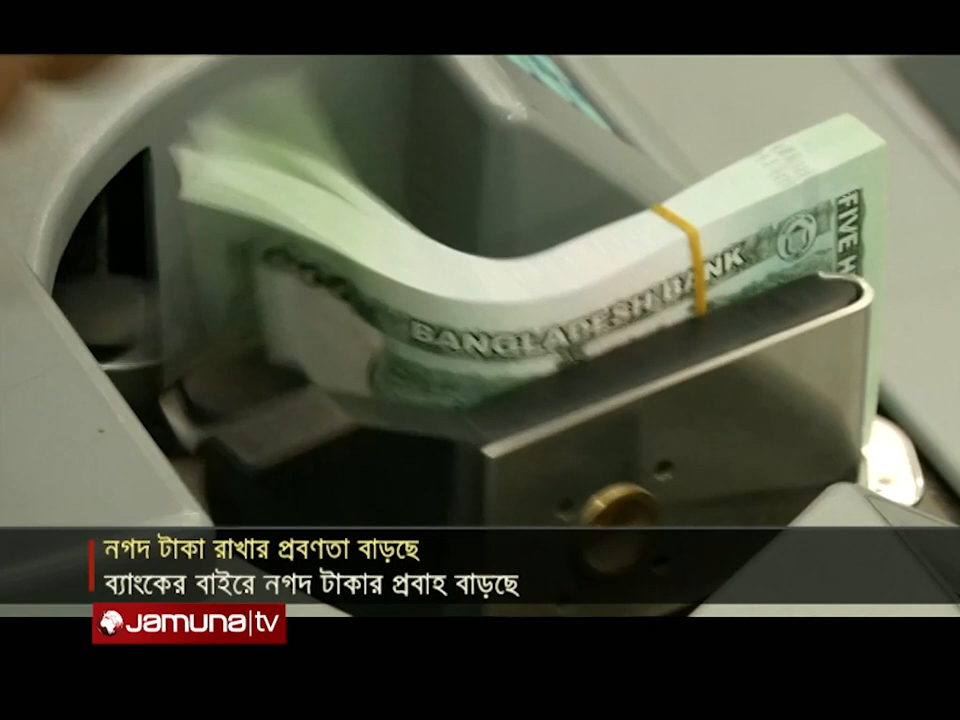 BANGLADESH BANK
FIVE H
নগদ টাকা রাখার প্রবণতা বাড়ছে
ব্যাংকের বাইরে নগদ টাকার প্রবাহ বাড়ছে
Jamuna|tv